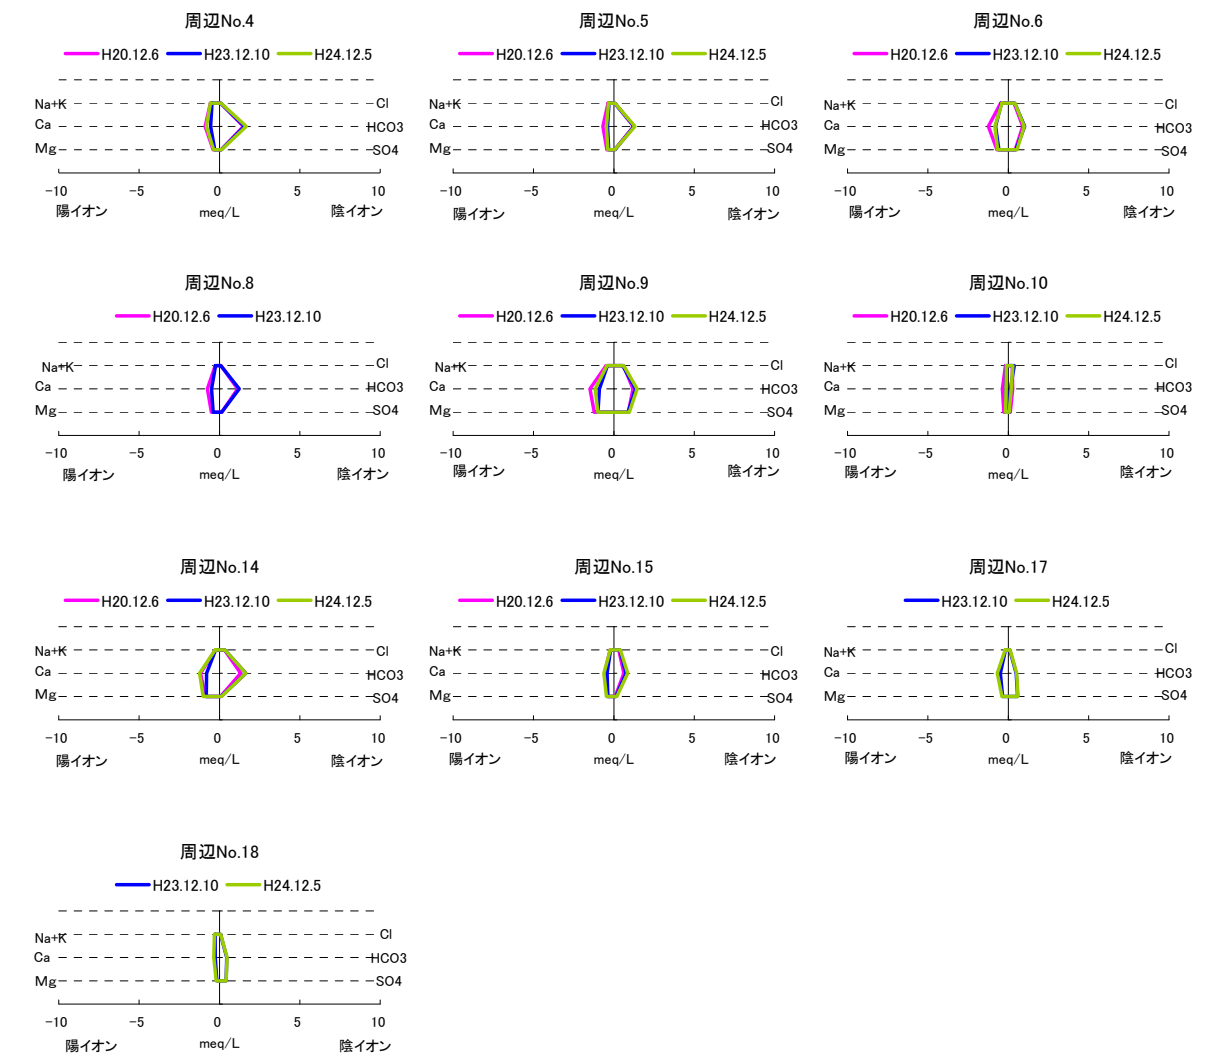 周辺No.4
H20.12.6 H23.12.10 H24.12.5
Na+K Cl
Ca HCO3
Mg SO4
-10 -5 0 5 10
陽イオン meq/L 陰イオン
周辺No.5
H20.12.6 H23.12.10 H24.12.5
Na+K Cl
Ca HCO3
Mg SO4
-10 -5 0 5 10
陽イオン meq/L 陰イオン
周辺No.6
H20.12.6 H23.12.10 H24.12.5
Na+K Cl
Ca HCO3
Mg SO4
-10 -5 0 5 10
陽イオン meq/L 陰イオン
周辺No.8
H20.12.6 H23.12.10
Na+K Cl
Ca HCO3
Mg SO4
-10 -5 0 5 10
陽イオン meq/L 陰イオン
周辺No.9
H20.12.6 H23.12.10 H24.12.5
Na+K Cl
Ca HCO3
Mg SO4
-10 -5 0 5 10
陽イオン meq/L 陰イオン
周辺No.10
H20.12.6 H23.12.10 H24.12.5
Na+K Cl
Ca HCO3
Mg SO4
-10 -5 0 5 10
陽イオン meq/L 陰イオン
周辺No.14
H20.12.6 H23.12.10 H24.12.5
Na+K Cl
Ca HCO3
Mg SO4
-10 -5 0 5 10
陽イオン meq/L 陰イオン
周辺No.15
H20.12.6 H23.12.10 H24.12.5
Na+K Cl
Ca HCO3
Mg SO4
-10 -5 0 5 10
陽イオン meq/L 陰イオン
周辺No.17
H23.12.10 H24.12.5
Na+K Cl
Ca HCO3
Mg SO4
-10 -5 0 5 10
陽イオン meq/L 陰イオン
周辺No.18
H23.12.10 H24.12.5
Na+K Cl
Ca HCO3
Mg SO4
-10 -5 0 5 10
陽イオン meq/L 陰イオン